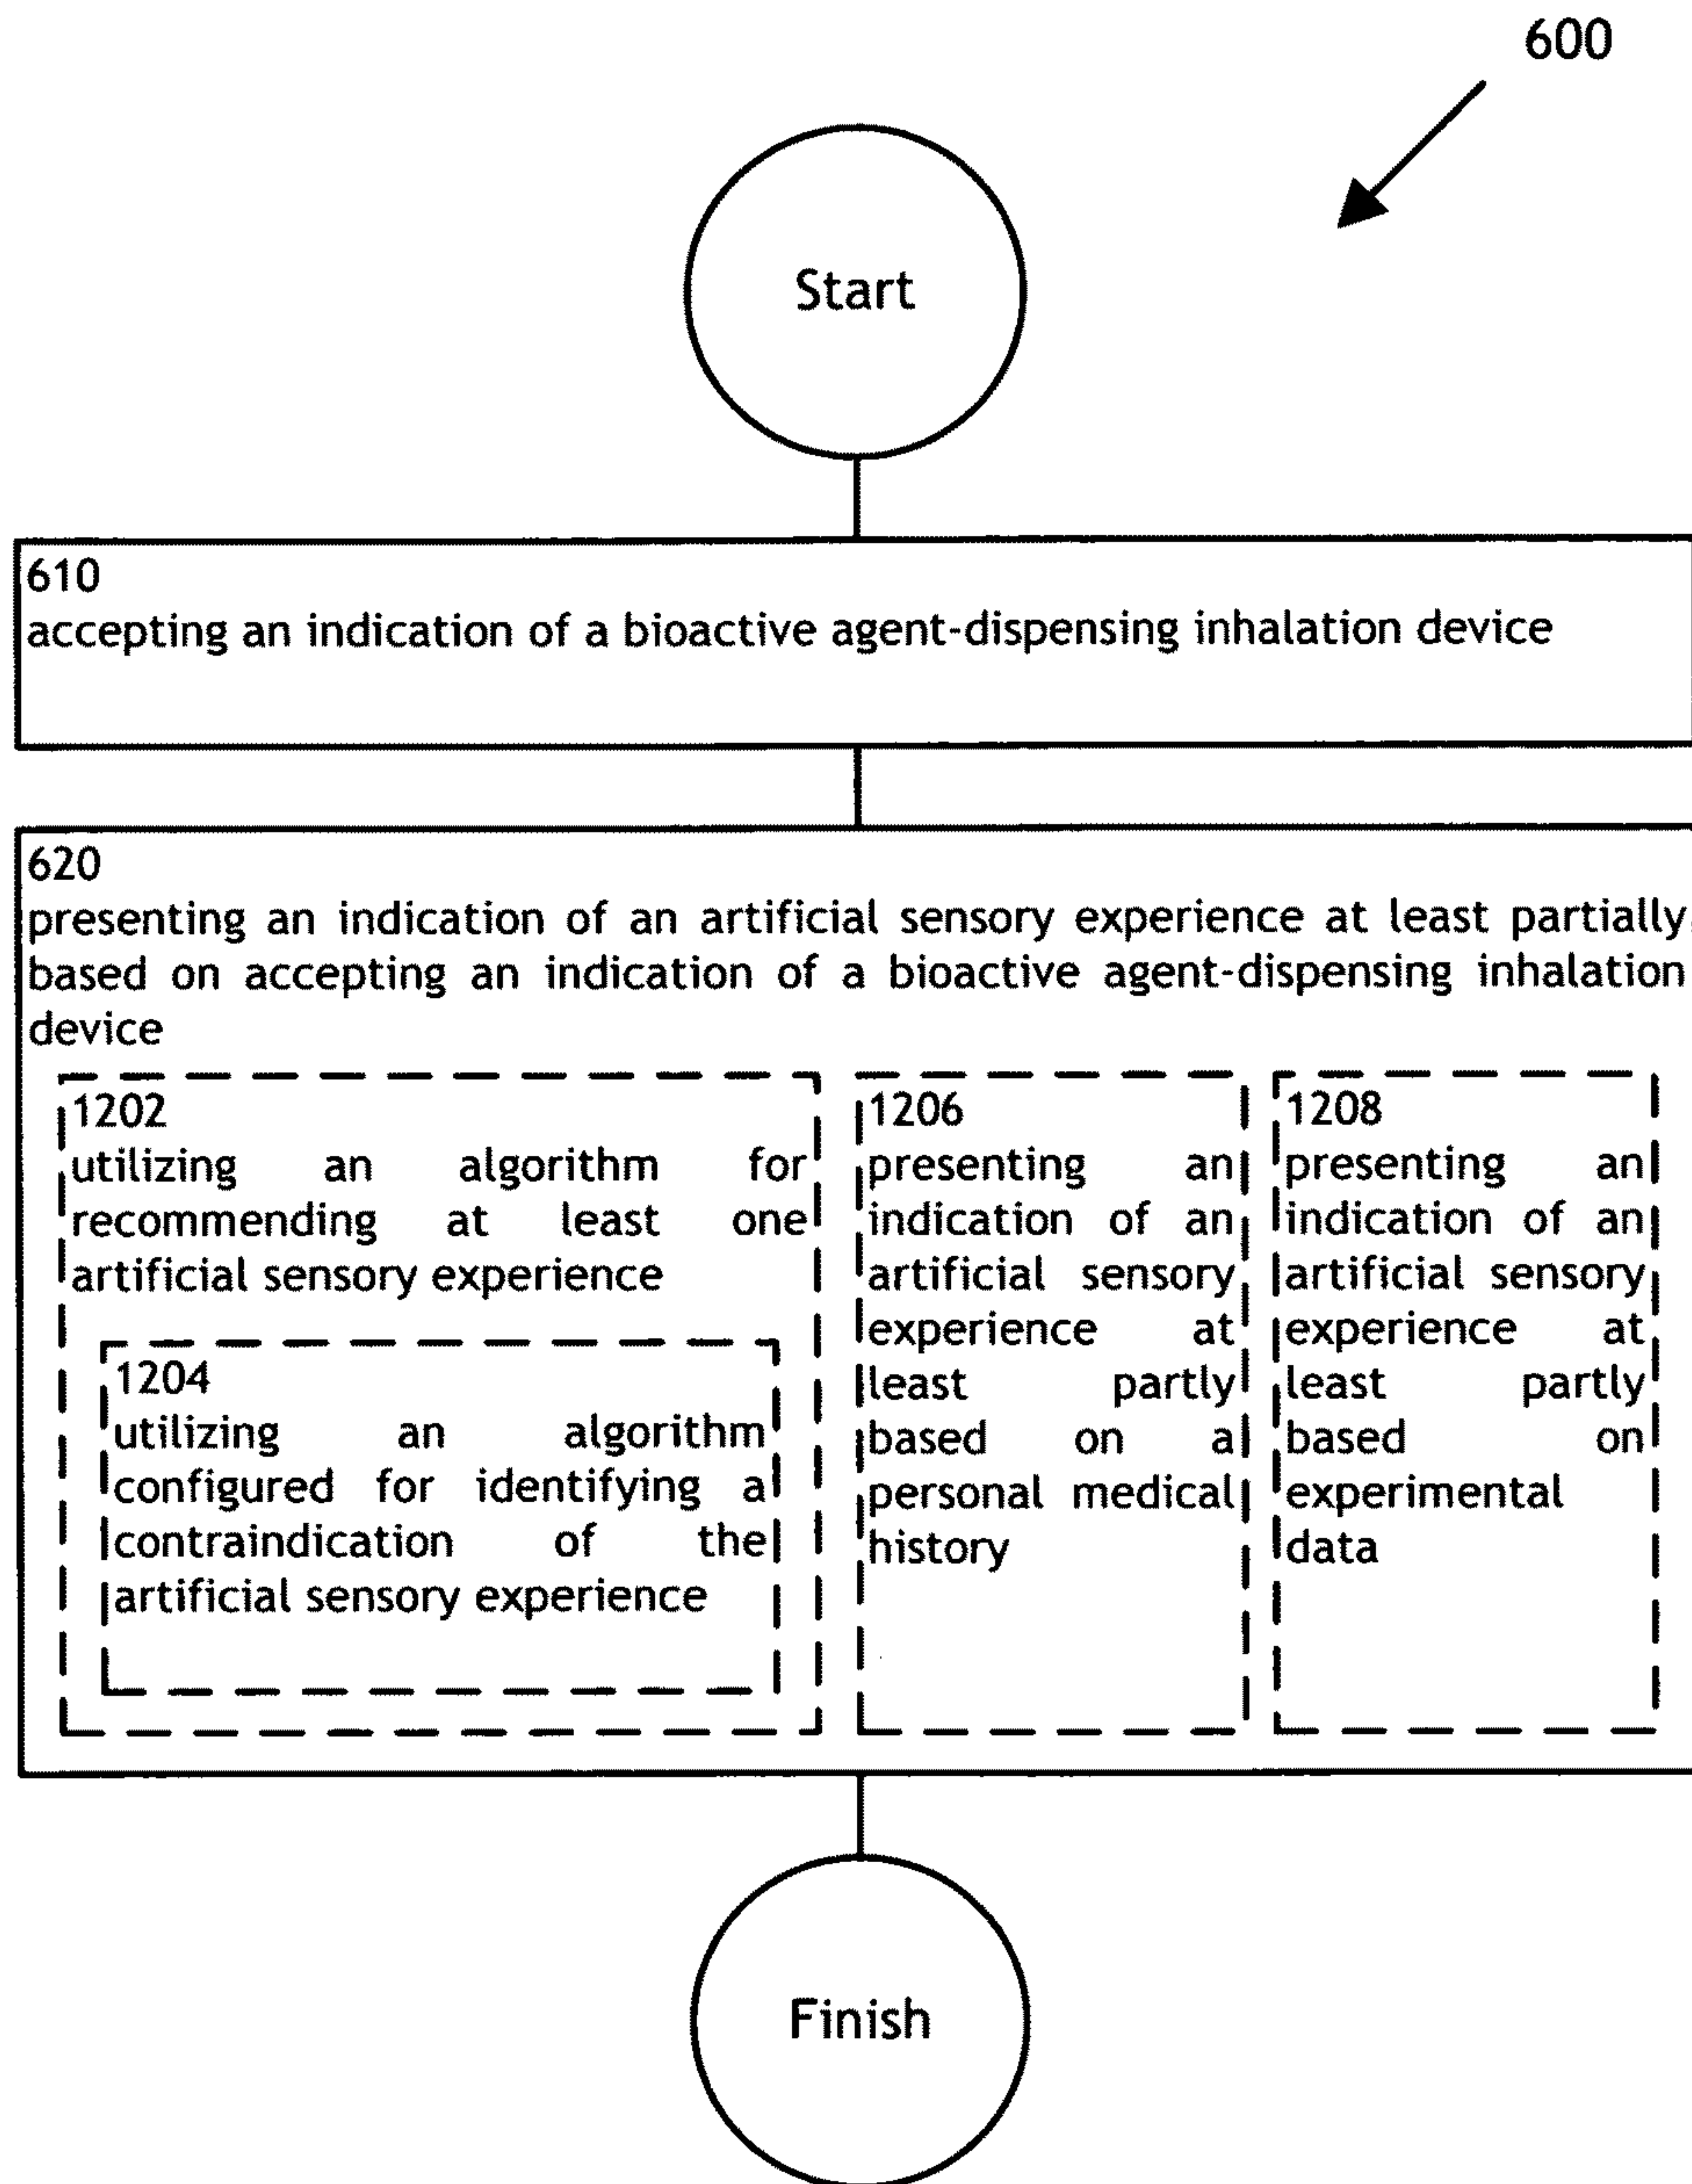 600
Start
610
accepting an indication of a bioactive agent-dispensing inhalation device
620
presenting an indication of an artificial sensory experience at least partially
based on accepting an indication of a bioactive agent-dispensing inhalation
device
1202
utilizing an algorithm for
recommending at least one
artificial sensory experience
1204
utilizing an algorithm
configured for identifying a
contraindication of the
artificial sensory experience
1206
presenting an
indication of an
artificial sensory
experience at
least partly
based on a
personal medical
history
1208
presenting an
indication of an
artificial sensory
experience at
least partly
based on
experimental
data
Finish